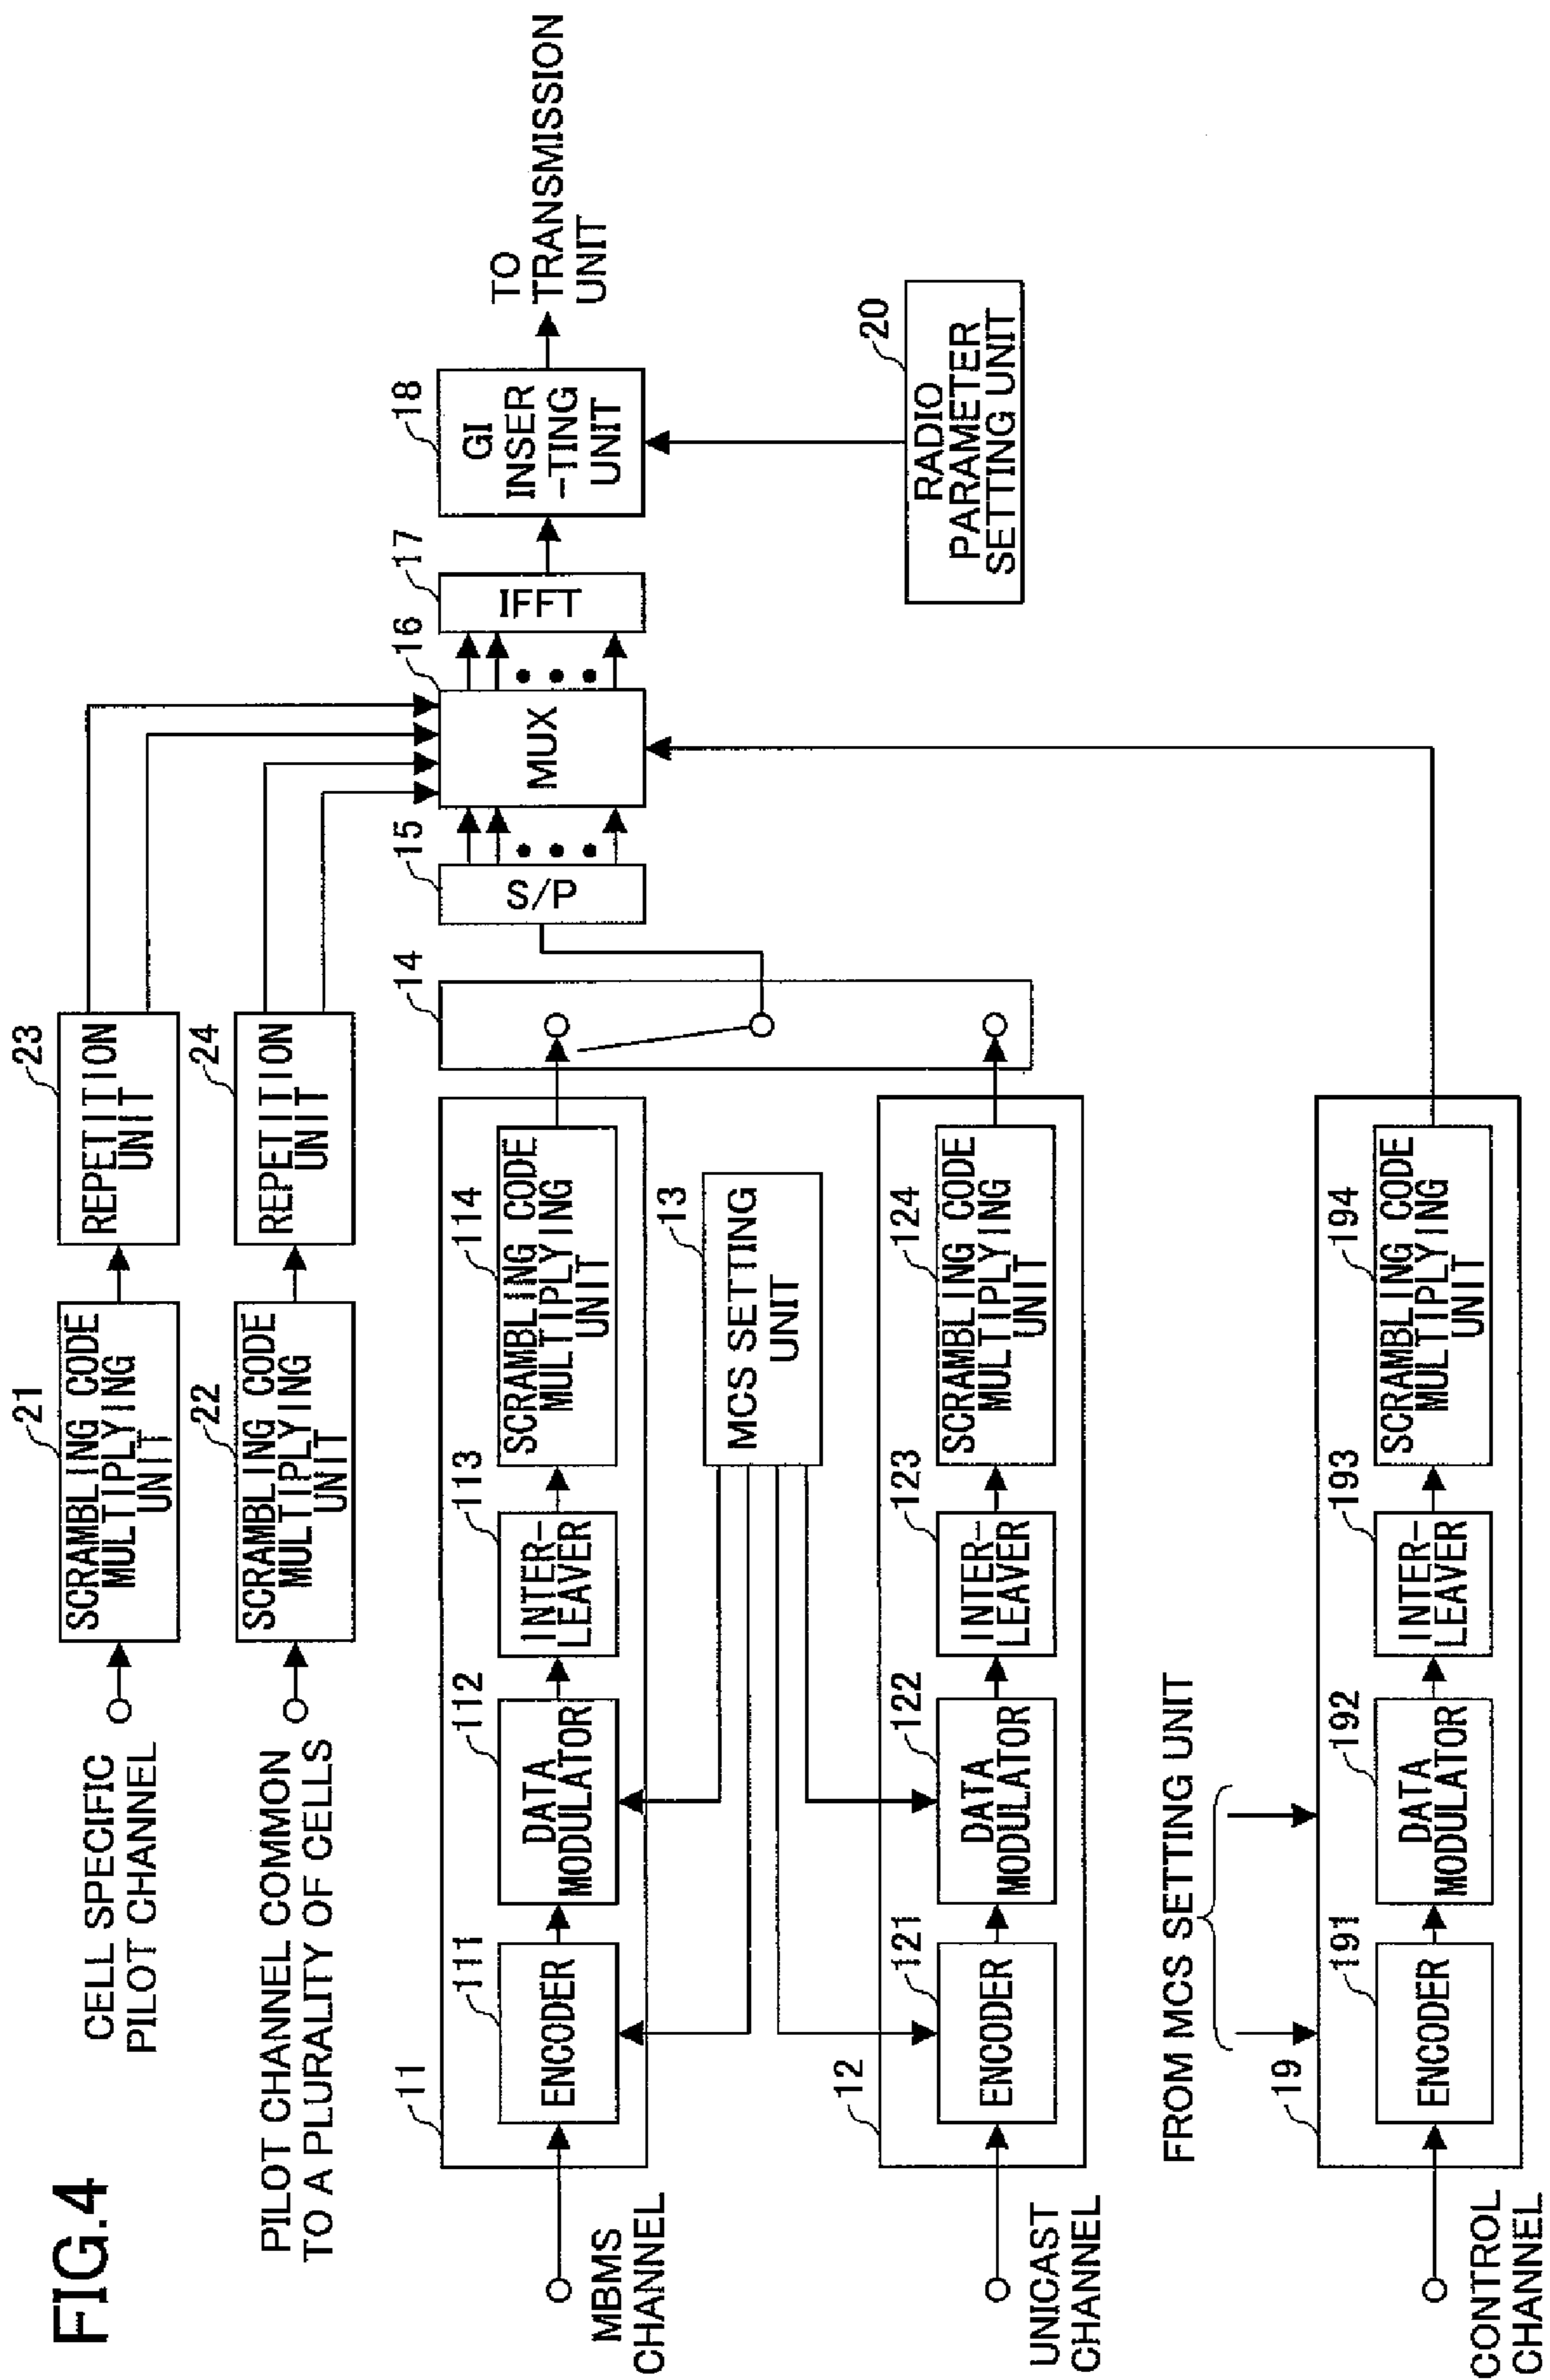 FIG.4
CELL SPECIFIC
PILOT CHANNEL
21
SCRAMBLING CODE
MULTIPLYING
UNIT
23
REPETITION
UNIT
PILOT CHANNEL COMMON
TO A PLURALITY OF CELLS
22
SCRAMBLING CODE
MULTIPLYING
UNIT
24
REPETITION
UNIT
MBMS
CHANNEL
11
111
ENCODER
112
DATA
MODULATOR
113
INTER-
LEAVER
114
SCRAMBLING CODE
MULTIPLYING
UNIT
13
MCS SETTING
UNIT
14
15
S/P
16
MUX
17
IFFT
18
GI
INSER
-TING
UNIT
TO
TRANSMISSION
UNIT
20
RADIO
PARAMETER
SETTING UNIT
UNICAST
CHANNEL
12
121
ENCODER
122
DATA
MODULATOR
123
INTER-
LEAVER
124
SCRAMBLING CODE
MULTIPLYING
UNIT
FROM MCS SETTING UNIT
CONTROL
CHANNEL
19
191
ENCODER
192
DATA
MODULATOR
193
INTER-
LEAVER
194
SCRAMBLING CODE
MULTIPLYING
UNIT